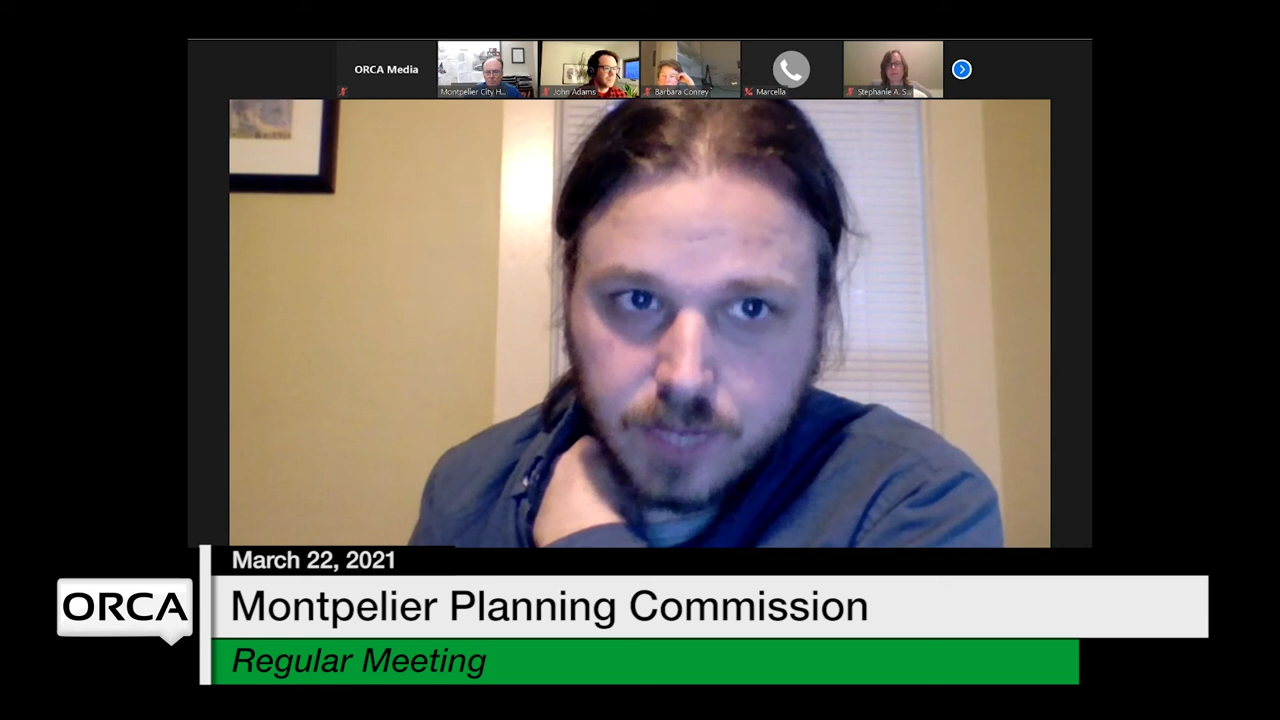 ORCA Media
Montpelier City H...
John Adams
Barbara Conrey
Marcella
Stephanie A. S
March 22, 2021
ORCA
Montpelier Planning Commission
Regular Meeting